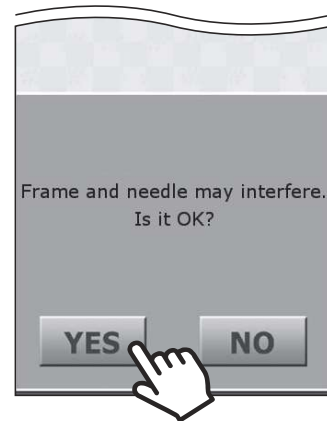 Frame and needle may interfere.
Is it OK?
YES NO